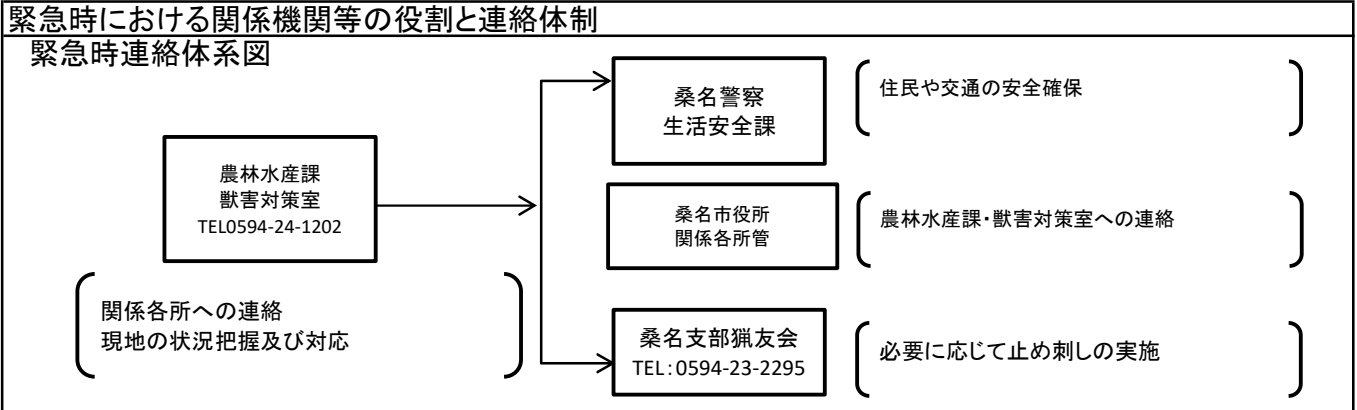 緊急時における関係機関等の役割と連絡体制
緊急時連絡体系図
農林水産課
獣害対策室
TEL0594-24-1202
関係各所への連絡
現地の状況把握及び対応
桑名警察
生活安全課
住民や交通の安全確保
桑名市役所
関係各所管
農林水産課・獣害対策室への連絡
桑名支部猟友会
TEL:0594-23-2295
必要に応じて止め刺しの実施